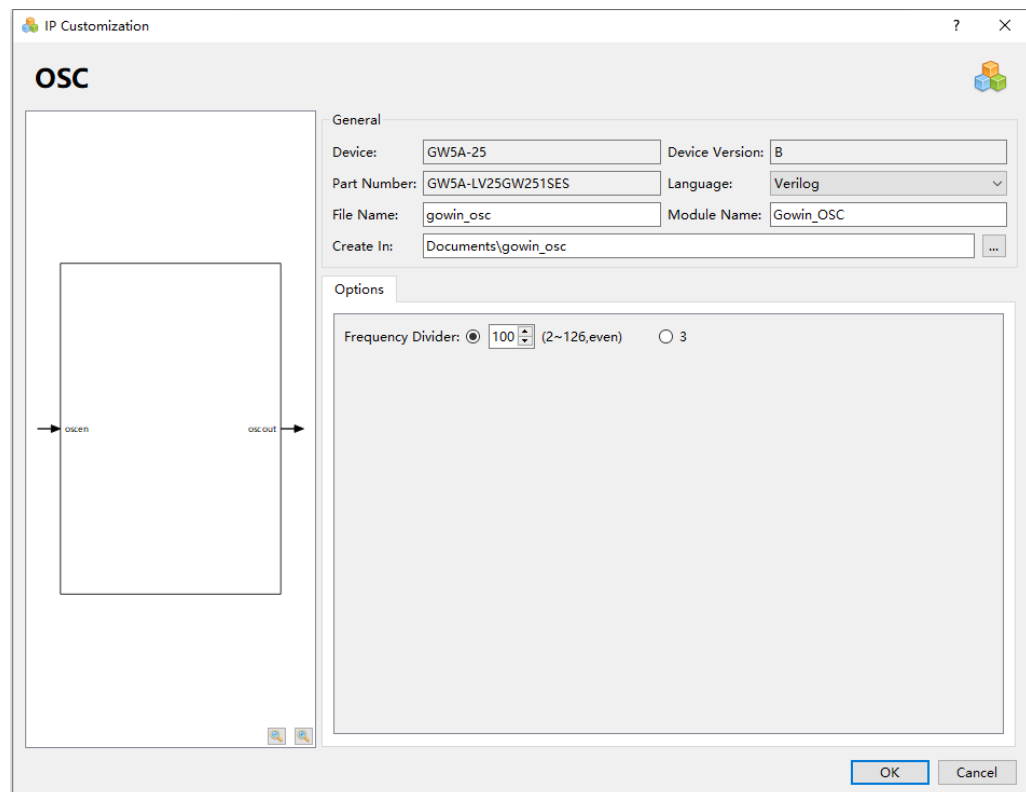 IP Customization ?
OSC
General
Device: GW5A-25 Device Version: B
Part Number: GW5A-LV25GW251SES Language: Verilog
File Name: gowin_osc Module Name: Gowin_OSC
Create In: Documents\gowin_osc ...
Options
Frequency Divider: 100 (2~126,even) 3
oscen oscout
OK Cancel